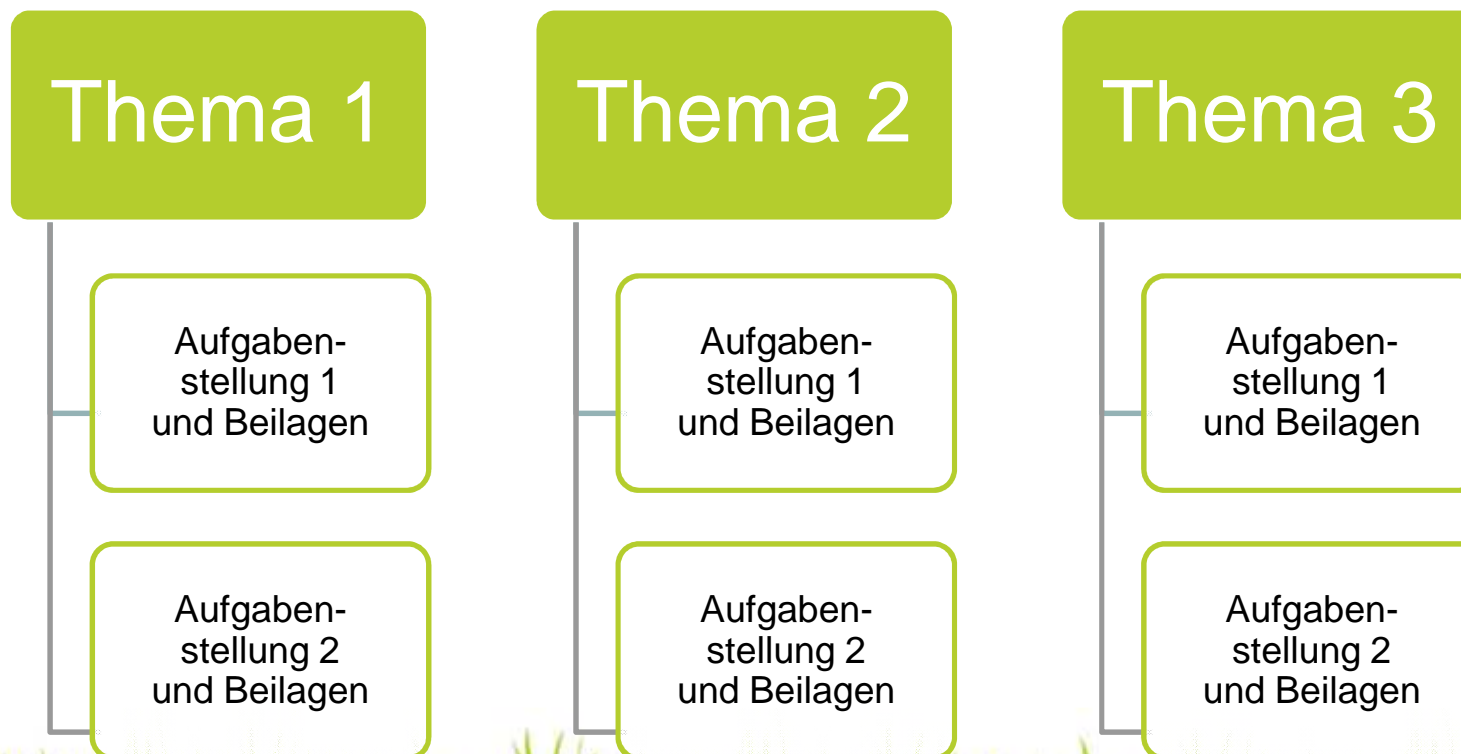 Thema 1
Aufgaben-
stellung 1
und Beilagen
Aufgaben-
stellung 2
und Beilagen
Thema 2
Aufgaben-
stellung 1
und Beilagen
Aufgaben-
stellung 2
und Beilagen
Thema 3
Aufgaben-
stellung 1
und Beilagen
Aufgaben-
stellung 2
und Beilagen